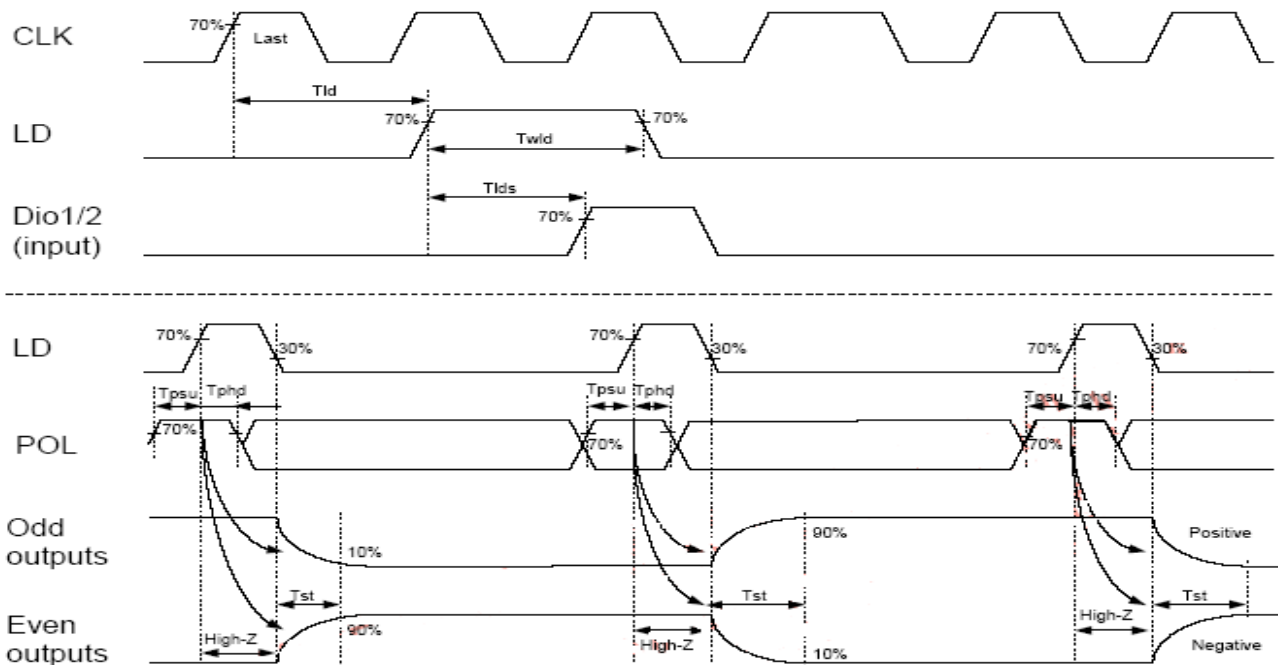 CLK
70%
Last
Tld
LD
70%
70%
Twld
Tlds
Dio1/2
(input)
70%
LD
70%
30%
70%
30%
70%
30%
Tpsu
Tphd
Tpsu
Tphd
Tpsu
Tphd
POL
70%
70%
70%
Odd
outputs
10%
90%
Positive
Tst
Tst
Tst
Even
outputs
High-Z
90%
High-Z
10%
High-Z
Negative